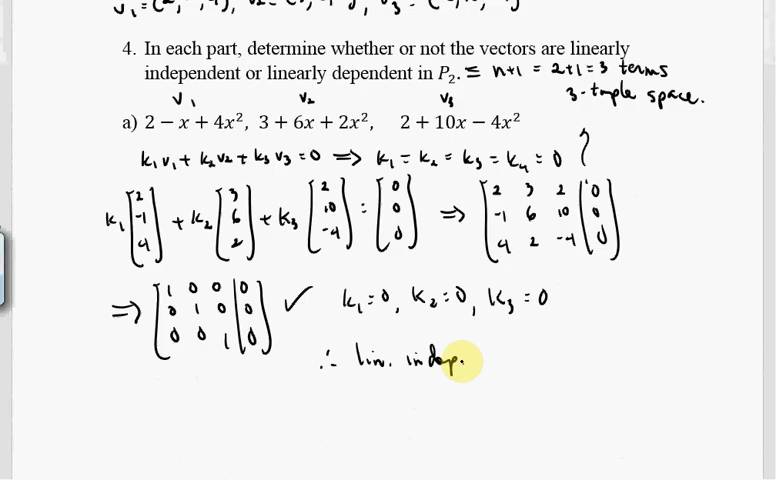 4. In each part, determine whether or not the vectors are linearly
independent or linearly dependent in P₂. ≤ n+1 = 2+1 = 3 terms
3-tuple space.
v₁ v₂ v₃
a) 2 − x + 4x², 3 + 6x + 2x², 2 + 10x − 4x²
k₁v₁ + k₂v₂ + k₃v₃ = 0 ⇒ k₁ = k₂ = k₃ = k₄ = 0 ?
k₁ [2 -1 4] + k₂ [3 6 2] + k₃ [2 10 -4] = [0 0 0] ⇒ [2 3 2 | 0
-1 6 10 | 0
4 2 -4 | 0]
⇒ [1 0 0 | 0
0 1 0 | 0
0 0 1 | 0] ✓ k₁ = 0, k₂ = 0, k₃ = 0
∴ lin. indep.